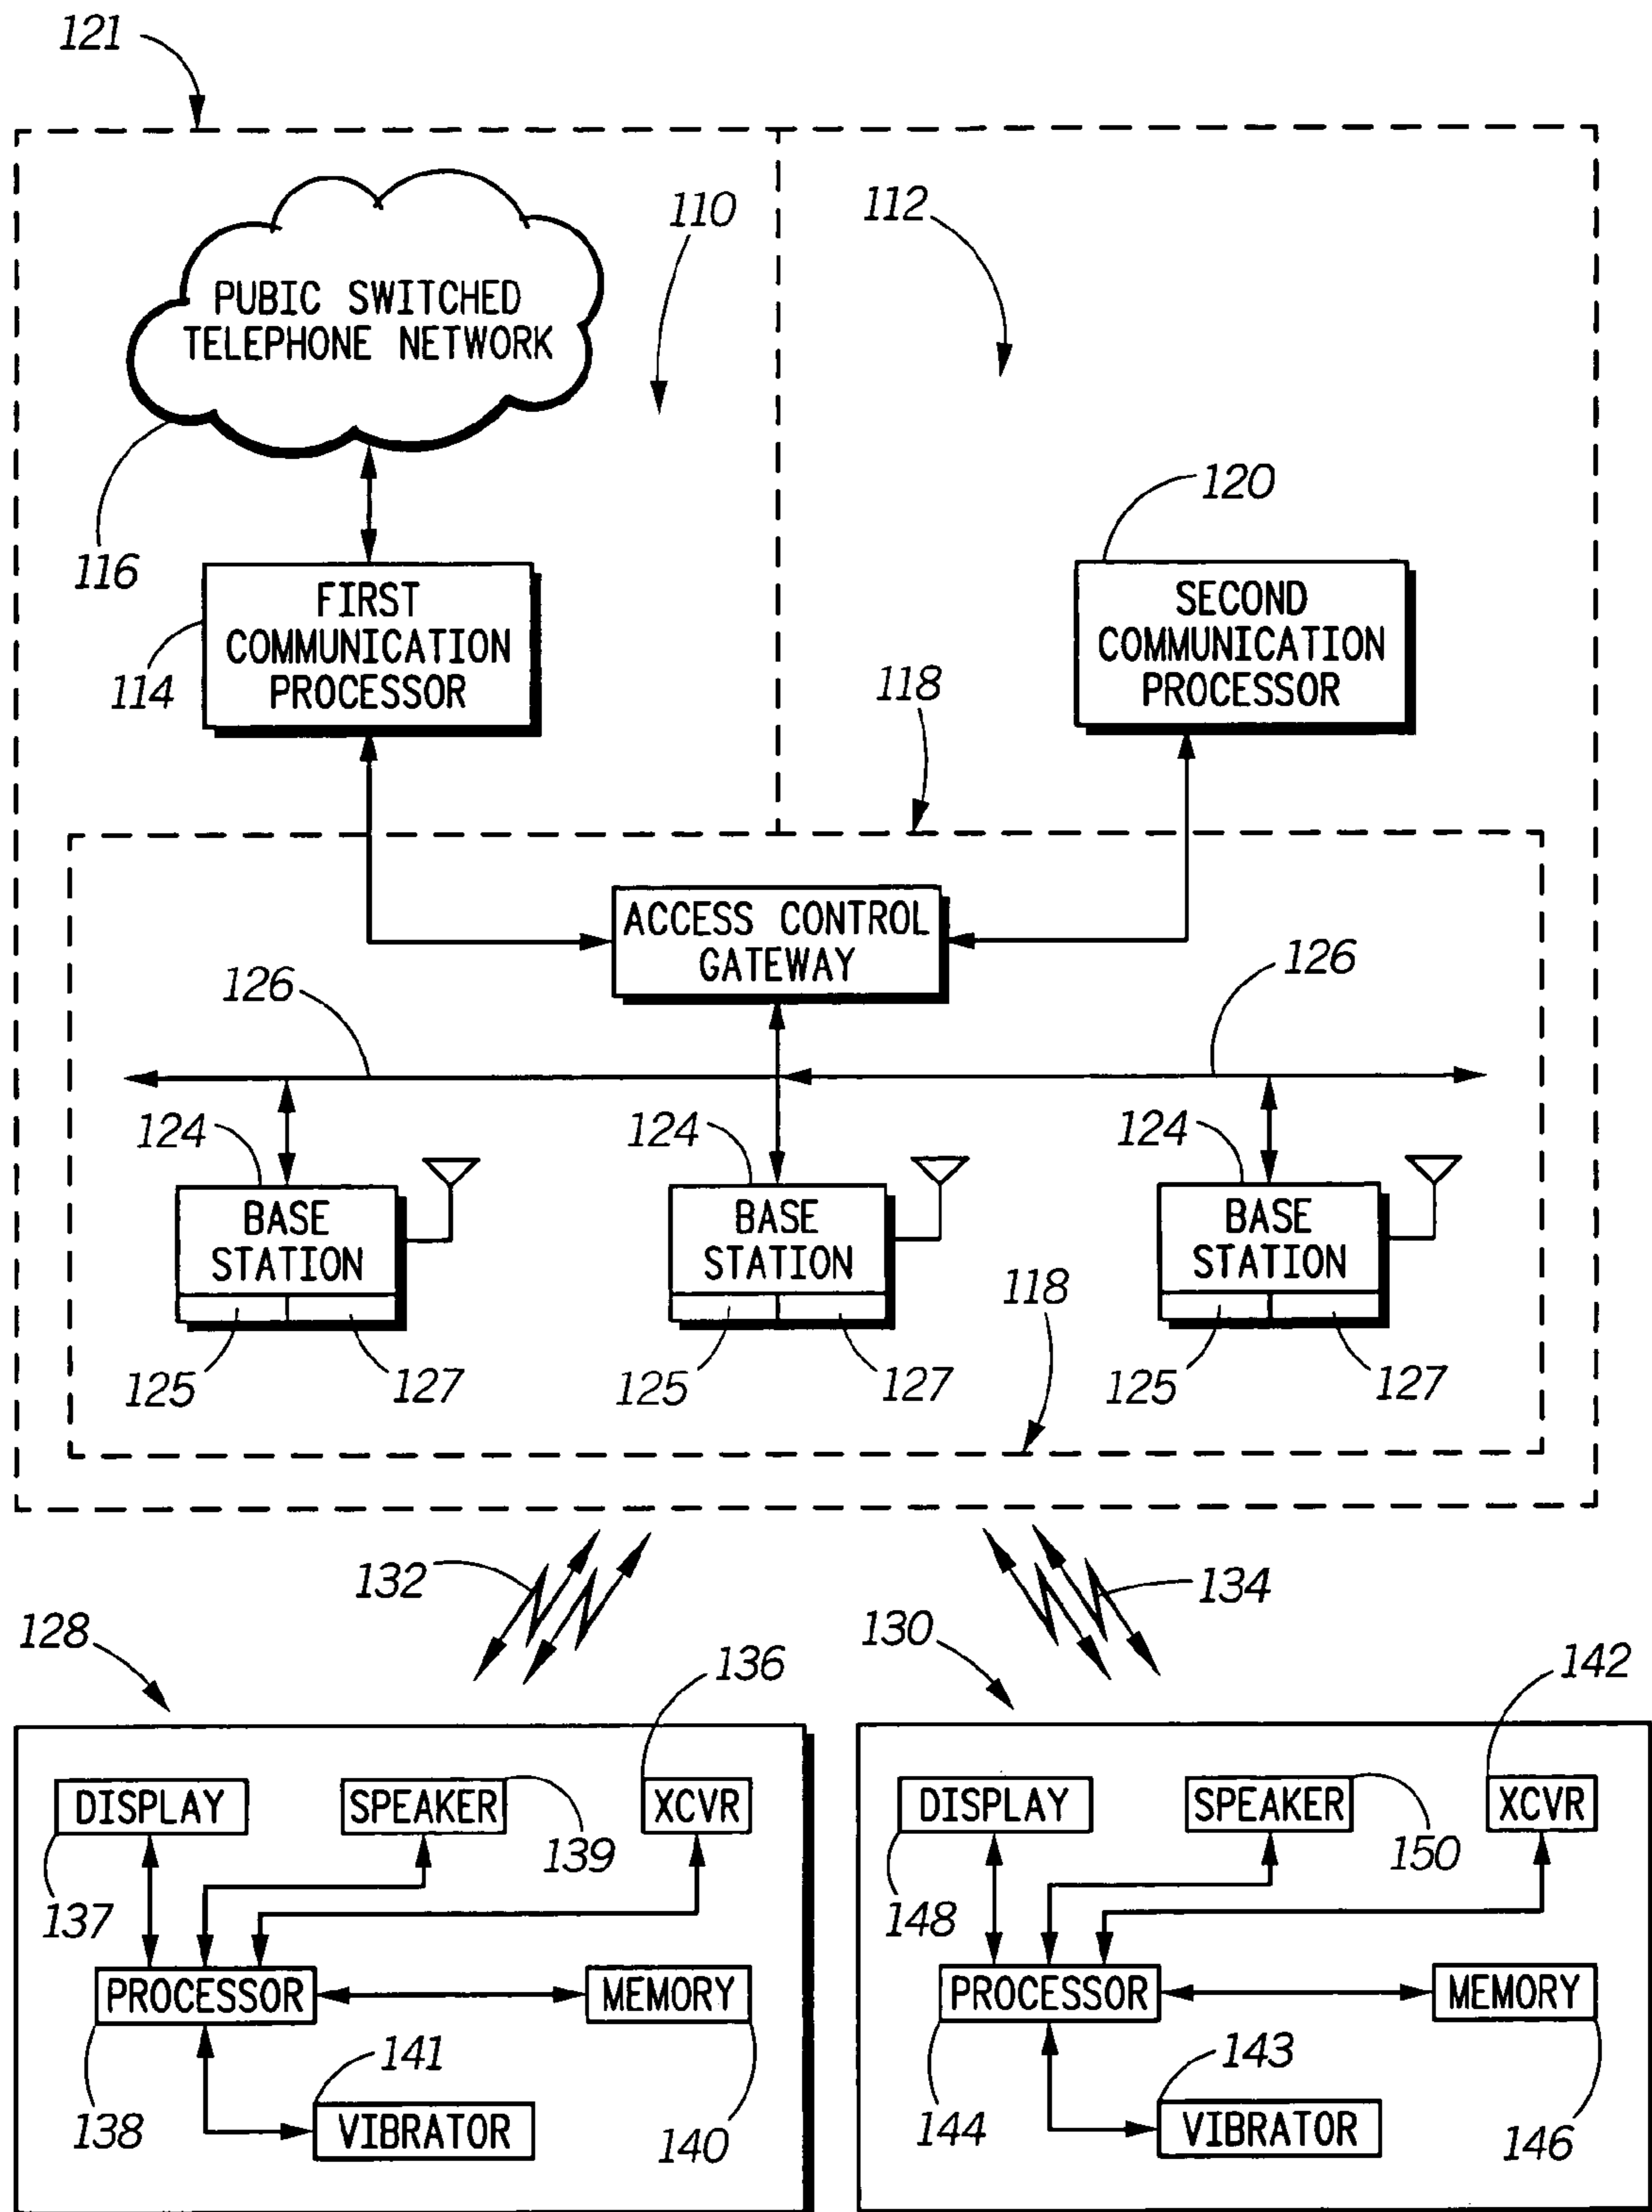 121
110
112
PUBIC SWITCHED
TELEPHONE NETWORK
116
120
FIRST
COMMUNICATION
PROCESSOR
114
SECOND
COMMUNICATION
PROCESSOR
118
ACCESS CONTROL
GATEWAY
126
126
124
124
124
BASE
STATION
BASE
STATION
BASE
STATION
118
125
127
125
127
125
127
132
134
128
130
136
142
DISPLAY
SPEAKER
XCVR
DISPLAY
SPEAKER
XCVR
137
139
148
150
PROCESSOR
MEMORY
PROCESSOR
MEMORY
141
143
138
VIBRATOR
140
144
VIBRATOR
146